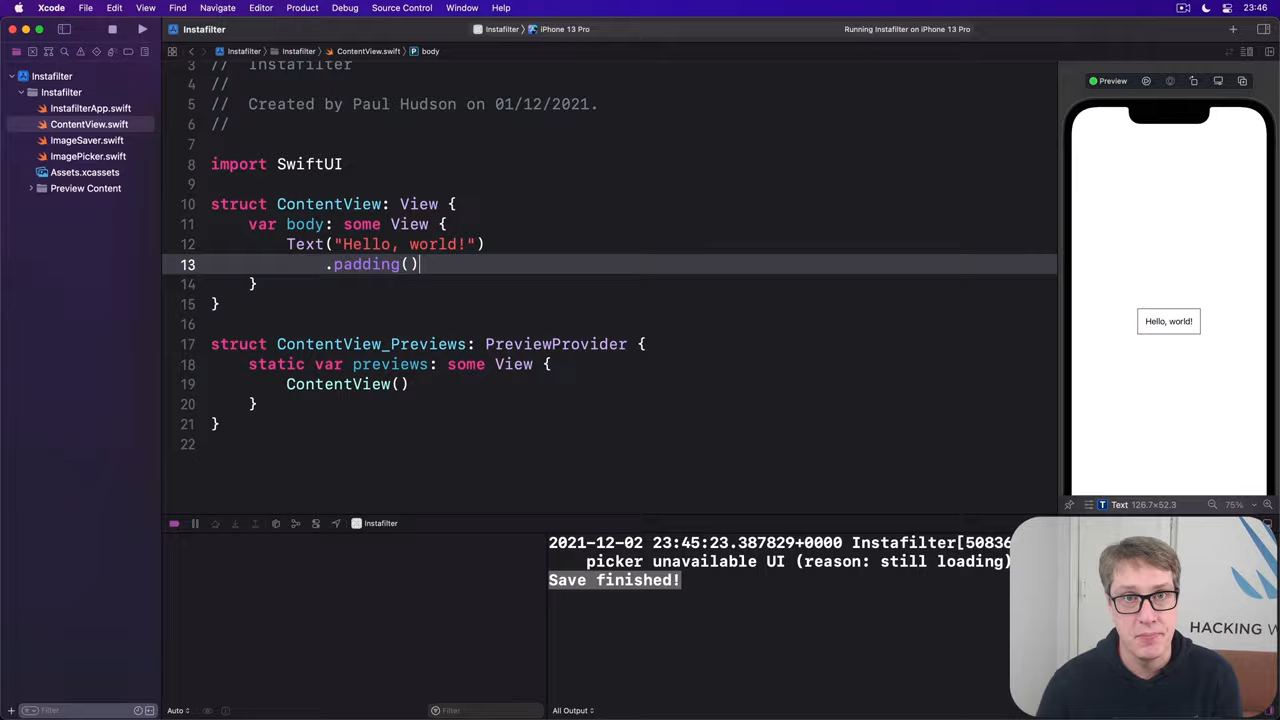 Xcode File Edit View Find Navigate Editor Product Debug Source Control Window Help 23:46
Instafilter Instafilter iPhone 13 Pro Running Instafilter on iPhone 13 Pro
Instafilter Instafilter ContentView.swift P body
Instafilter
Instafilter
InstafilterApp.swift
ContentView.swift
ImageSaver.swift
ImagePicker.swift
Assets.xcassets
Preview Content
3 // Instafilter
4 //
5 // Created by Paul Hudson on 01/12/2021.
6 //
7
8 import SwiftUI
9
10 struct ContentView: View {
11 var body: some View {
12 Text("Hello, world!")
13 .padding()
14 }
15 }
16
17 struct ContentView_Previews: PreviewProvider {
18 static var previews: some View {
19 ContentView()
20 }
21 }
22
Preview
Hello, world!
T Text 126.7×52.3 75%
Instafilter
2021-12-02 23:45:23.387829+0000 Instafilter[50836
picker unavailable UI (reason: still loading)
Save finished!
HACKING W
Filter
Auto
Filter
All Output